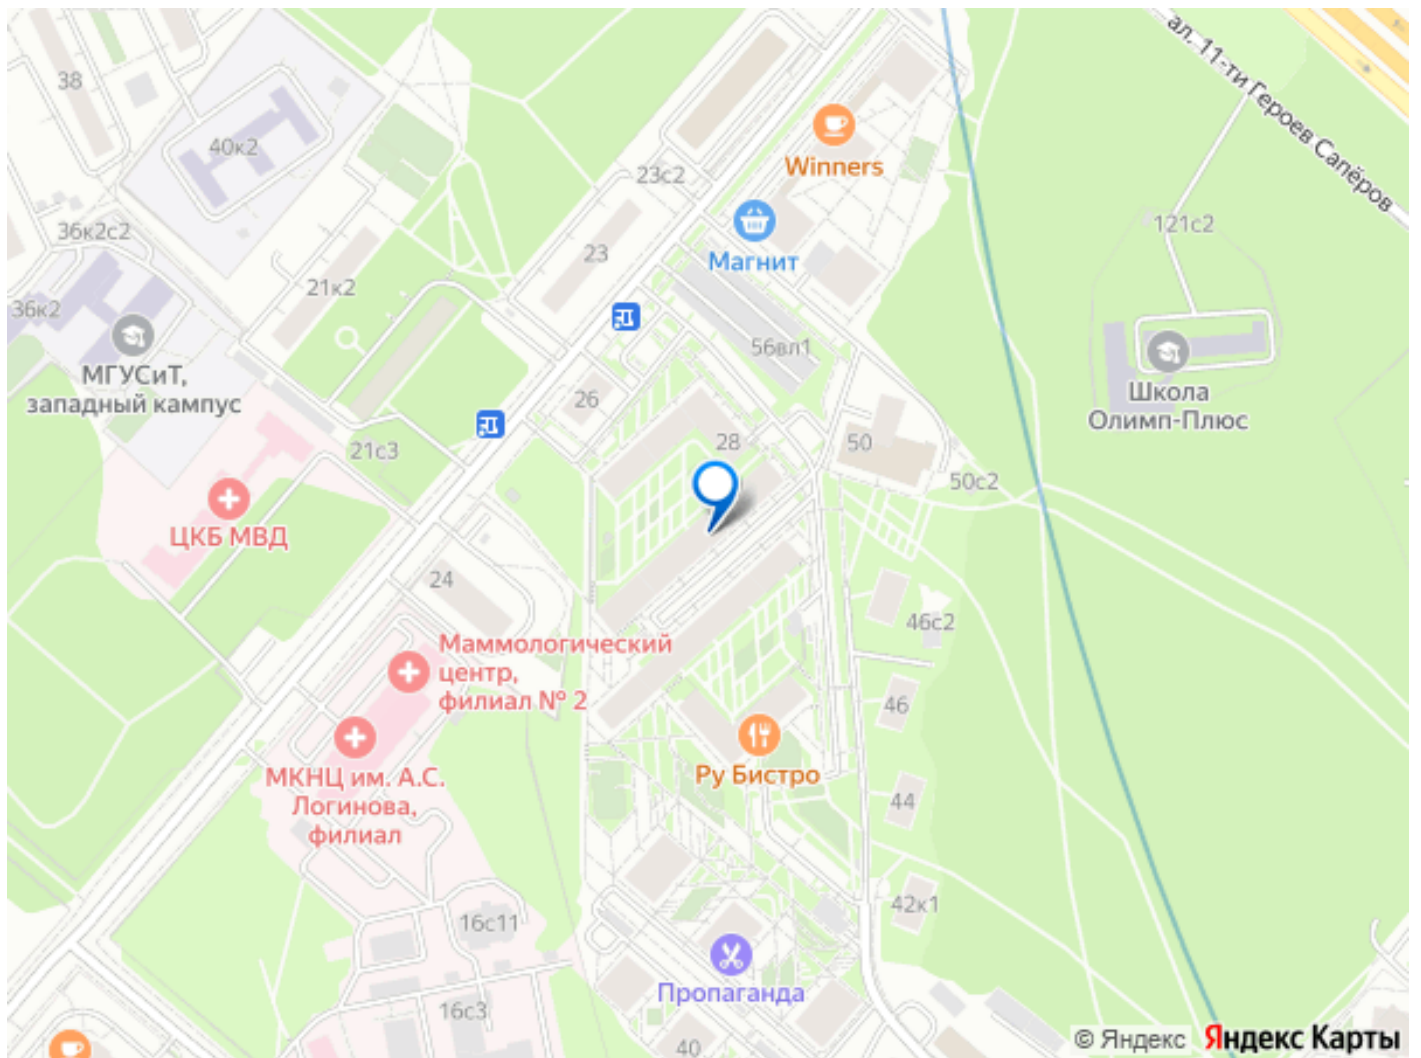 ал. 11-ти Героев Сапёров
38
Winners
40к2
23с2
36к2с2
121с2
23
Магнит
21к2
36к2
56вл1
МГУСиТ,
западный кампус
Школа
Олимп-Плюс
26
28
50
21с3
50с2
ЦКБ МВД
24
46с2
Маммологический
центр,
филиал № 2
46
Ру Бистро
МКНЦ им. А.С.
Логинова,
филиал
44
42к1
16с11
Пропаганда
16с3
40
© Яндекс Яндекс Карты